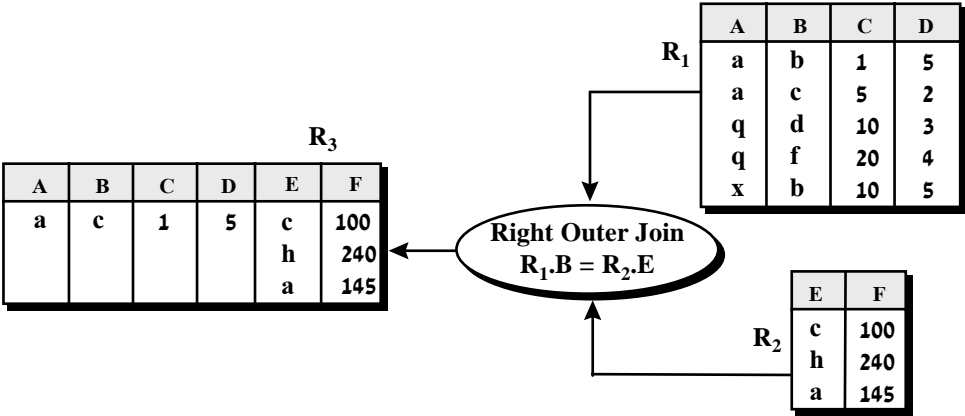 R3
A B C D E F
a c 1 5 c 100
h 240
a 145
Right Outer Join
R1.B = R2.E
R1
A B C D
a b 1 5
a c 5 2
q d 10 3
q f 20 4
x b 10 5
R2
E F
c 100
h 240
a 145